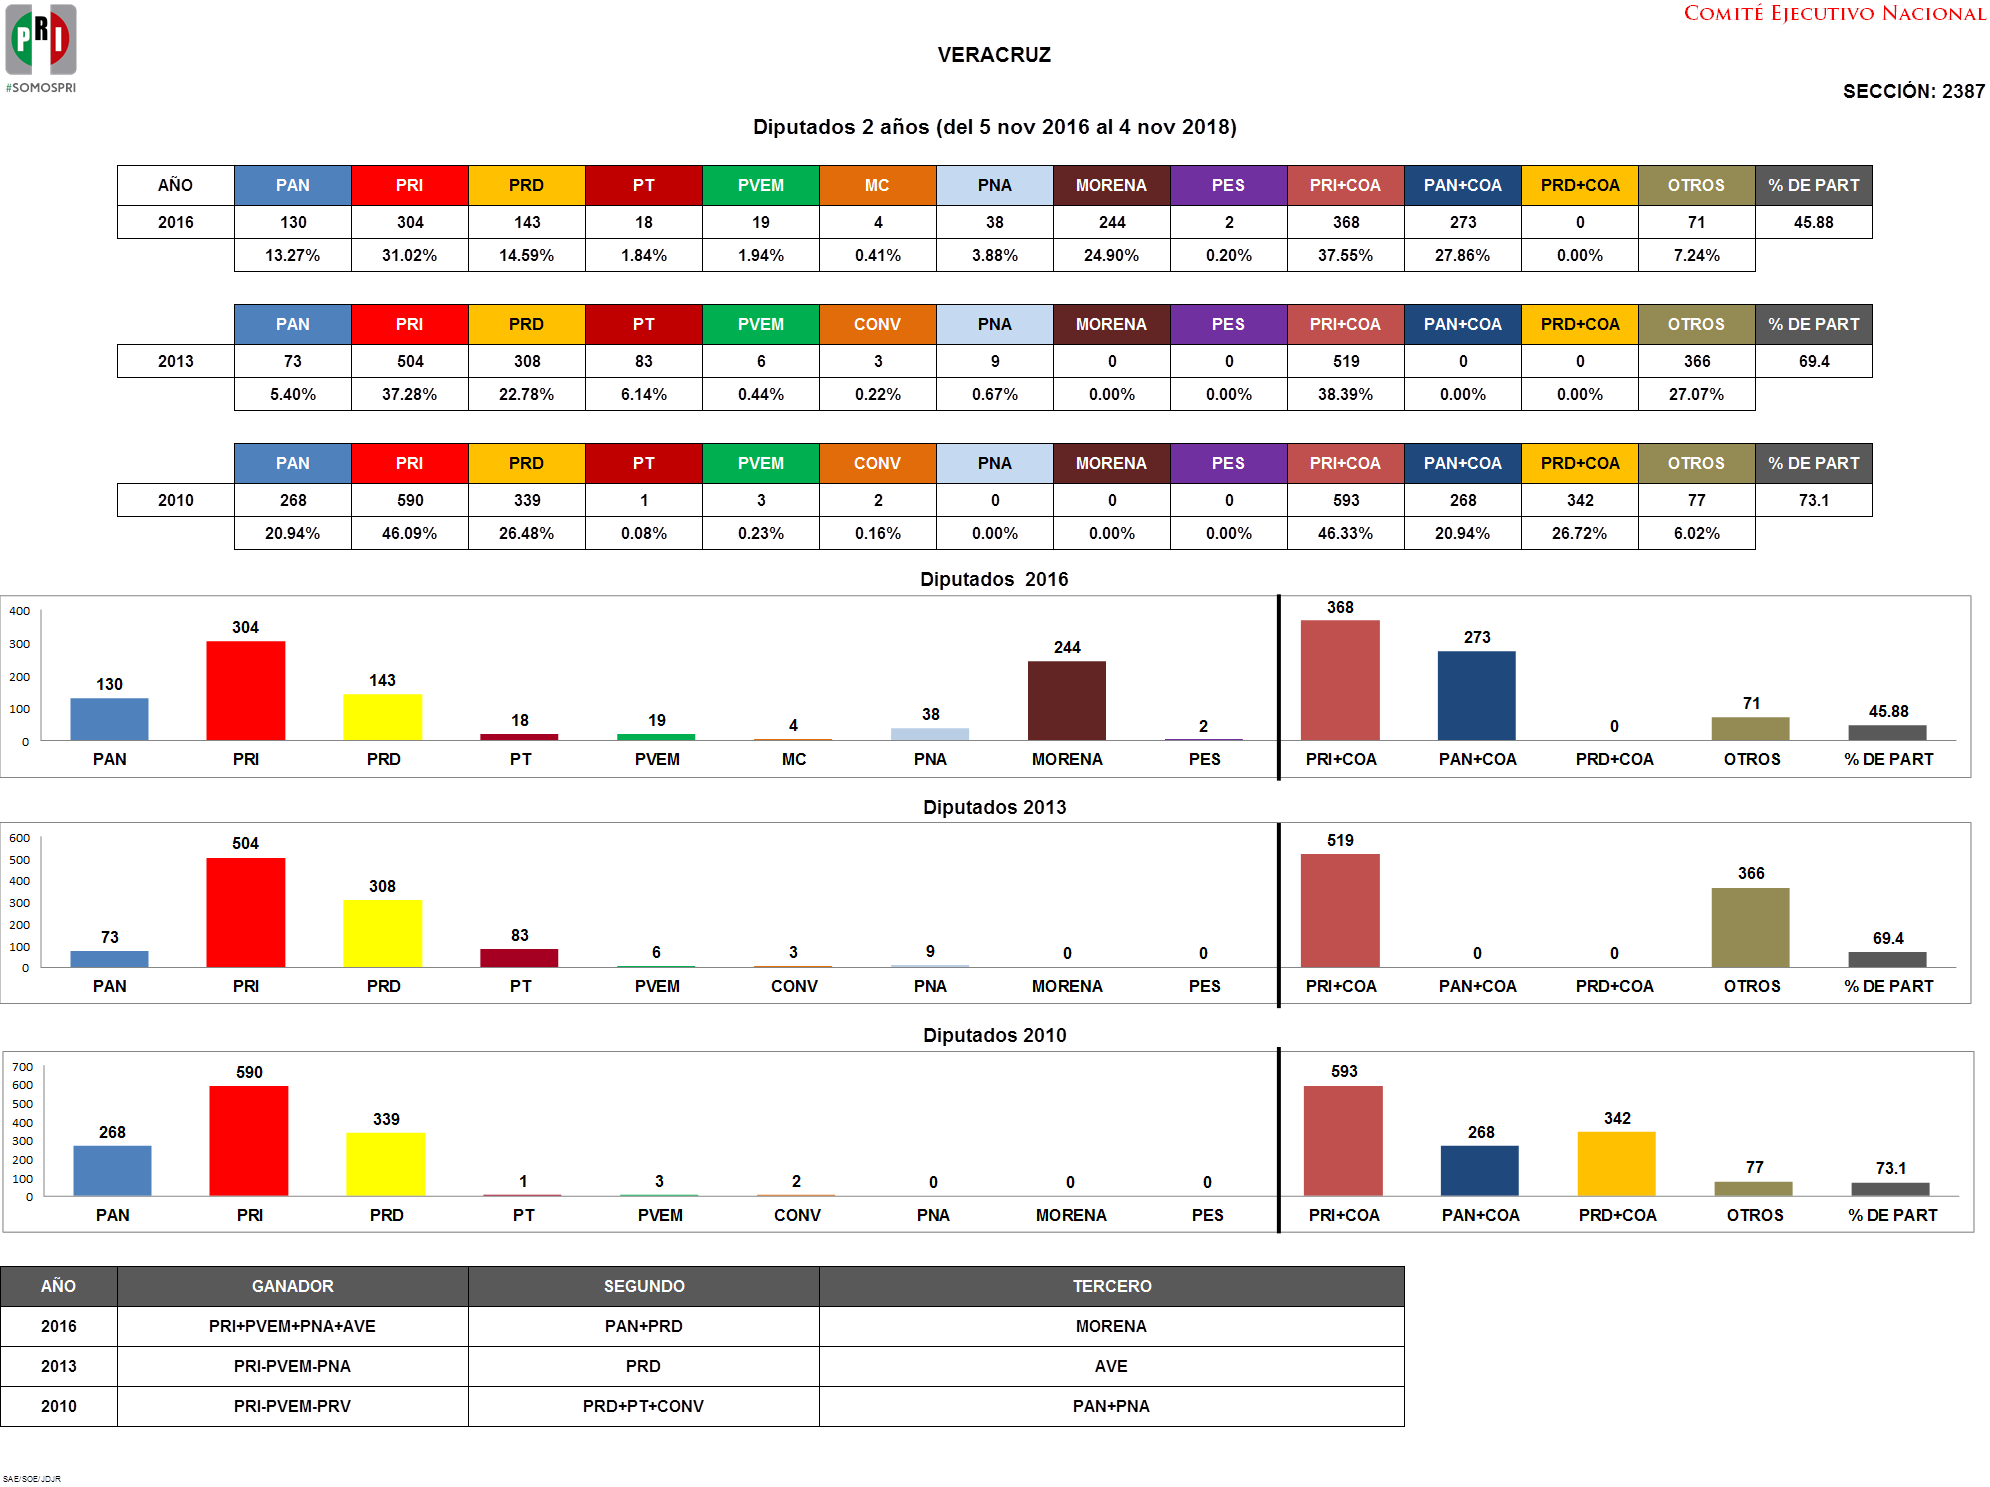 PRI
#SOMOSPRI
COMITÉ EJECUTIVO NACIONAL
VERACRUZ
SECCIÓN: 2387
Diputados 2 años (del 5 nov 2016 al 4 nov 2018)
AÑO PAN PRI PRD PT PVEM MC PNA MORENA PES PRI+COA PAN+COA PRD+COA OTROS % DE PART
2016 130 304 143 18 19 4 38 244 2 368 273 0 71 45.88
13.27% 31.02% 14.59% 1.84% 1.94% 0.41% 3.88% 24.90% 0.20% 37.55% 27.86% 0.00% 7.24%
PAN PRI PRD PT PVEM CONV PNA MORENA PES PRI+COA PAN+COA PRD+COA OTROS % DE PART
2013 73 504 308 83 6 3 9 0 0 519 0 0 366 69.4
5.40% 37.28% 22.78% 6.14% 0.44% 0.22% 0.67% 0.00% 0.00% 38.39% 0.00% 0.00% 27.07%
PAN PRI PRD PT PVEM CONV PNA MORENA PES PRI+COA PAN+COA PRD+COA OTROS % DE PART
2010 268 590 339 1 3 2 0 0 0 593 268 342 77 73.1
20.94% 46.09% 26.48% 0.08% 0.23% 0.16% 0.00% 0.00% 0.00% 46.33% 20.94% 26.72% 6.02%
Diputados 2016
400
300
200
100
0
130 304 143 18 19 4 38 244 2 368 273 0 71 45.88
PAN PRI PRD PT PVEM MC PNA MORENA PES PRI+COA PAN+COA PRD+COA OTROS % DE PART
Diputados 2013
600
500
400
300
200
100
0
73 504 308 83 6 3 9 0 0 519 0 0 366 69.4
PAN PRI PRD PT PVEM CONV PNA MORENA PES PRI+COA PAN+COA PRD+COA OTROS % DE PART
Diputados 2010
700
600
500
400
300
200
100
0
268 590 339 1 3 2 0 0 0 593 268 342 77 73.1
PAN PRI PRD PT PVEM CONV PNA MORENA PES PRI+COA PAN+COA PRD+COA OTROS % DE PART
AÑO GANADOR SEGUNDO TERCERO
2016 PRI+PVEM+PNA+AVE PAN+PRD MORENA
2013 PRI-PVEM-PNA PRD AVE
2010 PRI-PVEM-PRV PRD+PT+CONV PAN+PNA
SAE/SOE/JDJR